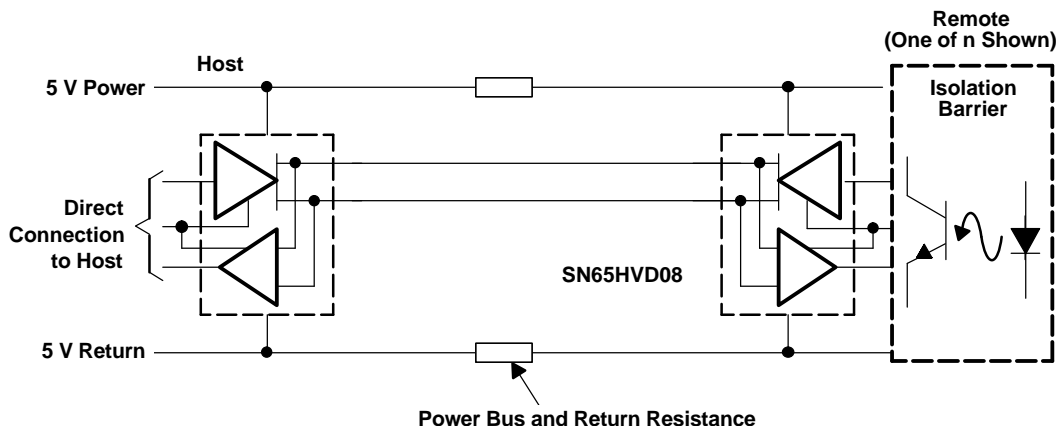 Remote
(One of n Shown)
Host
5 V Power
Isolation
Barrier
Direct
Connection
to Host
SN65HVD08
5 V Return
Power Bus and Return Resistance